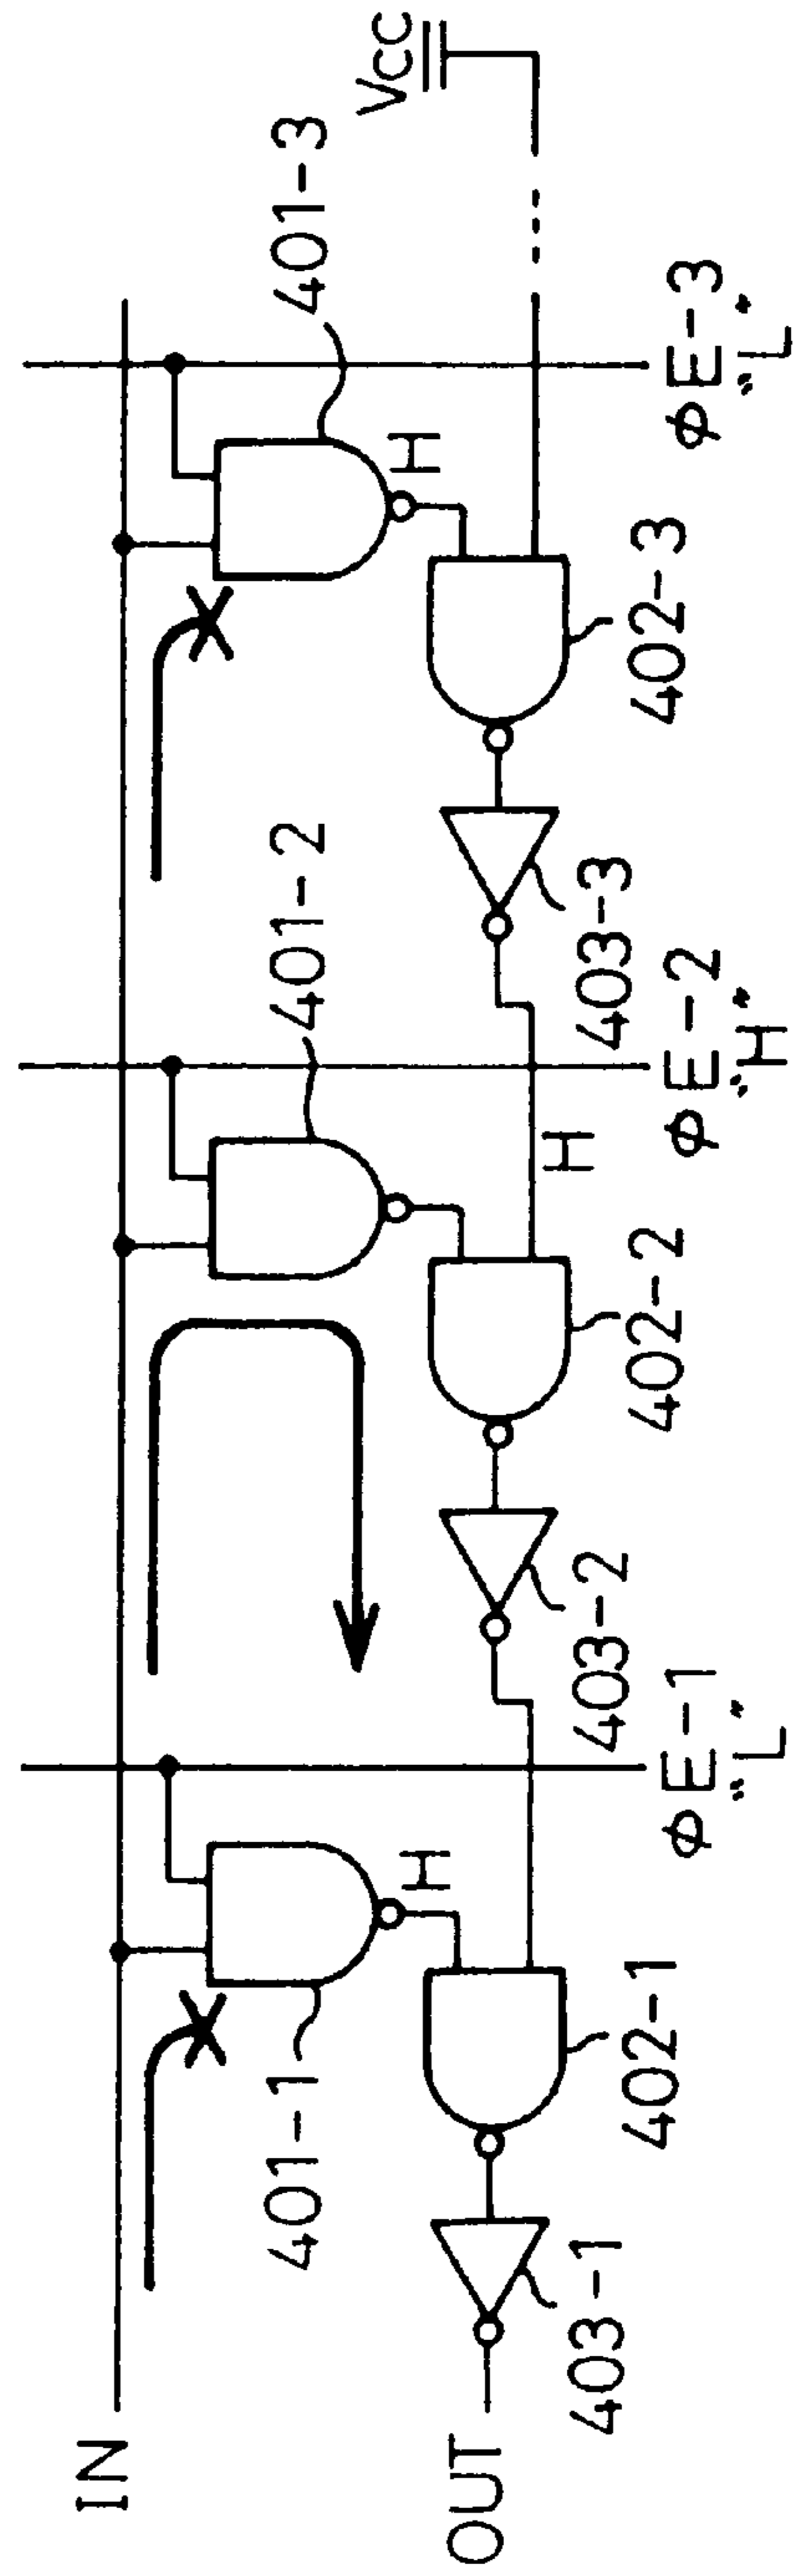 IN
OUT
401-1
H
402-1
403-1
φE-1
"L"
401-2
402-2
403-2
H
φE-2
"H"
401-3
H
402-3
403-3
φE-3
"L"
...
Vcc